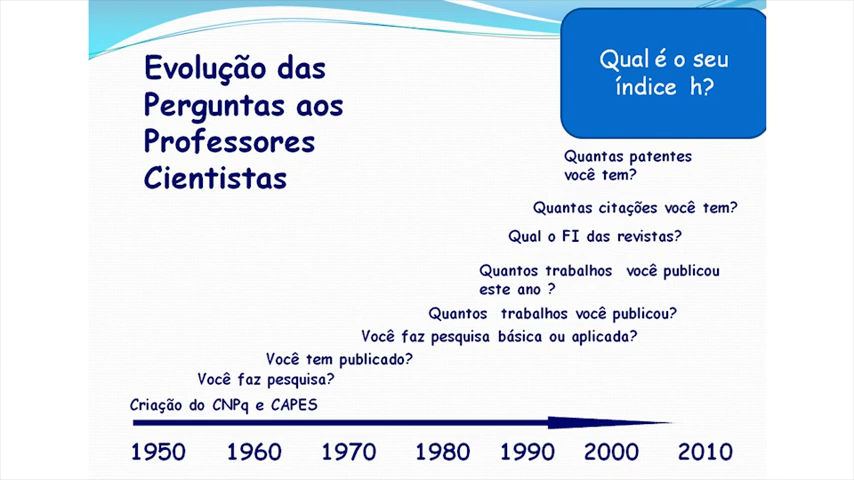 Evolução das
Perguntas aos
Professores
Cientistas
Qual é o seu
índice h?
Quantas patentes
você tem?
Quantas citações você tem?
Qual o FI das revistas?
Quantos trabalhos você publicou
este ano ?
Quantos trabalhos você publicou?
Você faz pesquisa básica ou aplicada?
Você tem publicado?
Você faz pesquisa?
Criação do CNPq e CAPES
1950 1960 1970 1980 1990 2000 2010